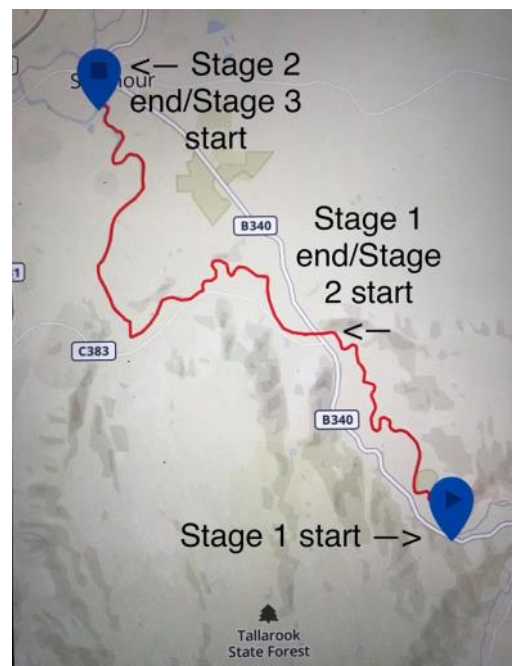 <— Stage 2
end/Stage 3
start
B340
Stage 1
end/Stage
2 start
<—
1
C383
B340
Stage 1 start —>
Tallarook
State Forest